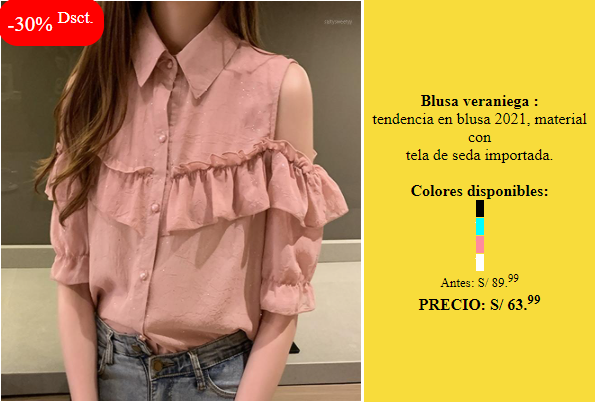 -30% Dsct.
Blusa veraniega :
tendencia en blusa 2021, material
con
tela de seda importada.
Colores disponibles:
Antes: S/ 89.99
PRECIO: S/ 63.99